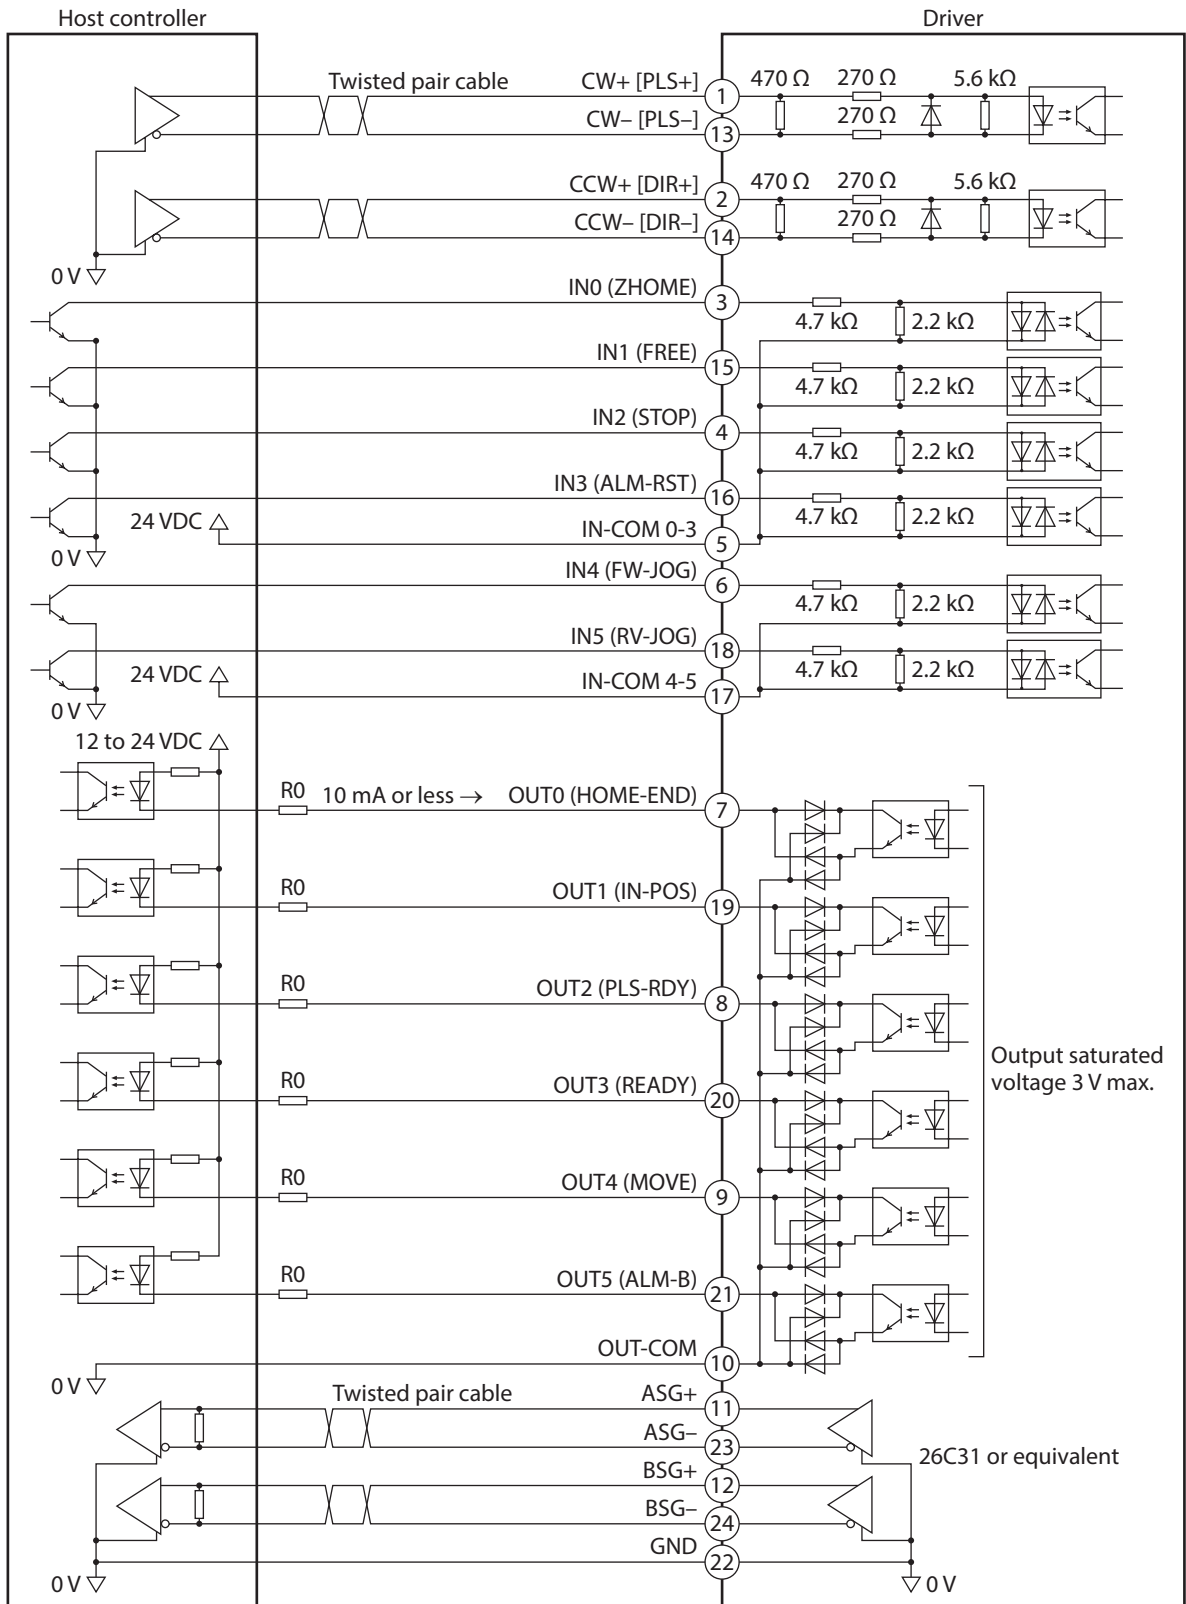 Host controller
Driver
Twisted pair cable
CW+ [PLS+]
1
470 Ω
270 Ω
5.6 kΩ
CW– [PLS–]
13
270 Ω
CCW+ [DIR+]
2
470 Ω
270 Ω
5.6 kΩ
CCW– [DIR–]
14
270 Ω
0 V
IN0 (ZHOME)
3
4.7 kΩ
2.2 kΩ
IN1 (FREE)
15
4.7 kΩ
2.2 kΩ
IN2 (STOP)
4
4.7 kΩ
2.2 kΩ
IN3 (ALM-RST)
16
4.7 kΩ
2.2 kΩ
24 VDC
IN-COM 0-3
5
0 V
IN4 (FW-JOG)
6
4.7 kΩ
2.2 kΩ
IN5 (RV-JOG)
18
4.7 kΩ
2.2 kΩ
24 VDC
IN-COM 4-5
17
0 V
12 to 24 VDC
R0
10 mA or less →
OUT0 (HOME-END)
7
R0
OUT1 (IN-POS)
19
R0
OUT2 (PLS-RDY)
8
Output saturated
voltage 3 V max.
R0
OUT3 (READY)
20
R0
OUT4 (MOVE)
9
R0
OUT5 (ALM-B)
21
OUT-COM
10
0 V
Twisted pair cable
ASG+
11
ASG–
23
26C31 or equivalent
BSG+
12
BSG–
24
GND
22
0 V
0 V